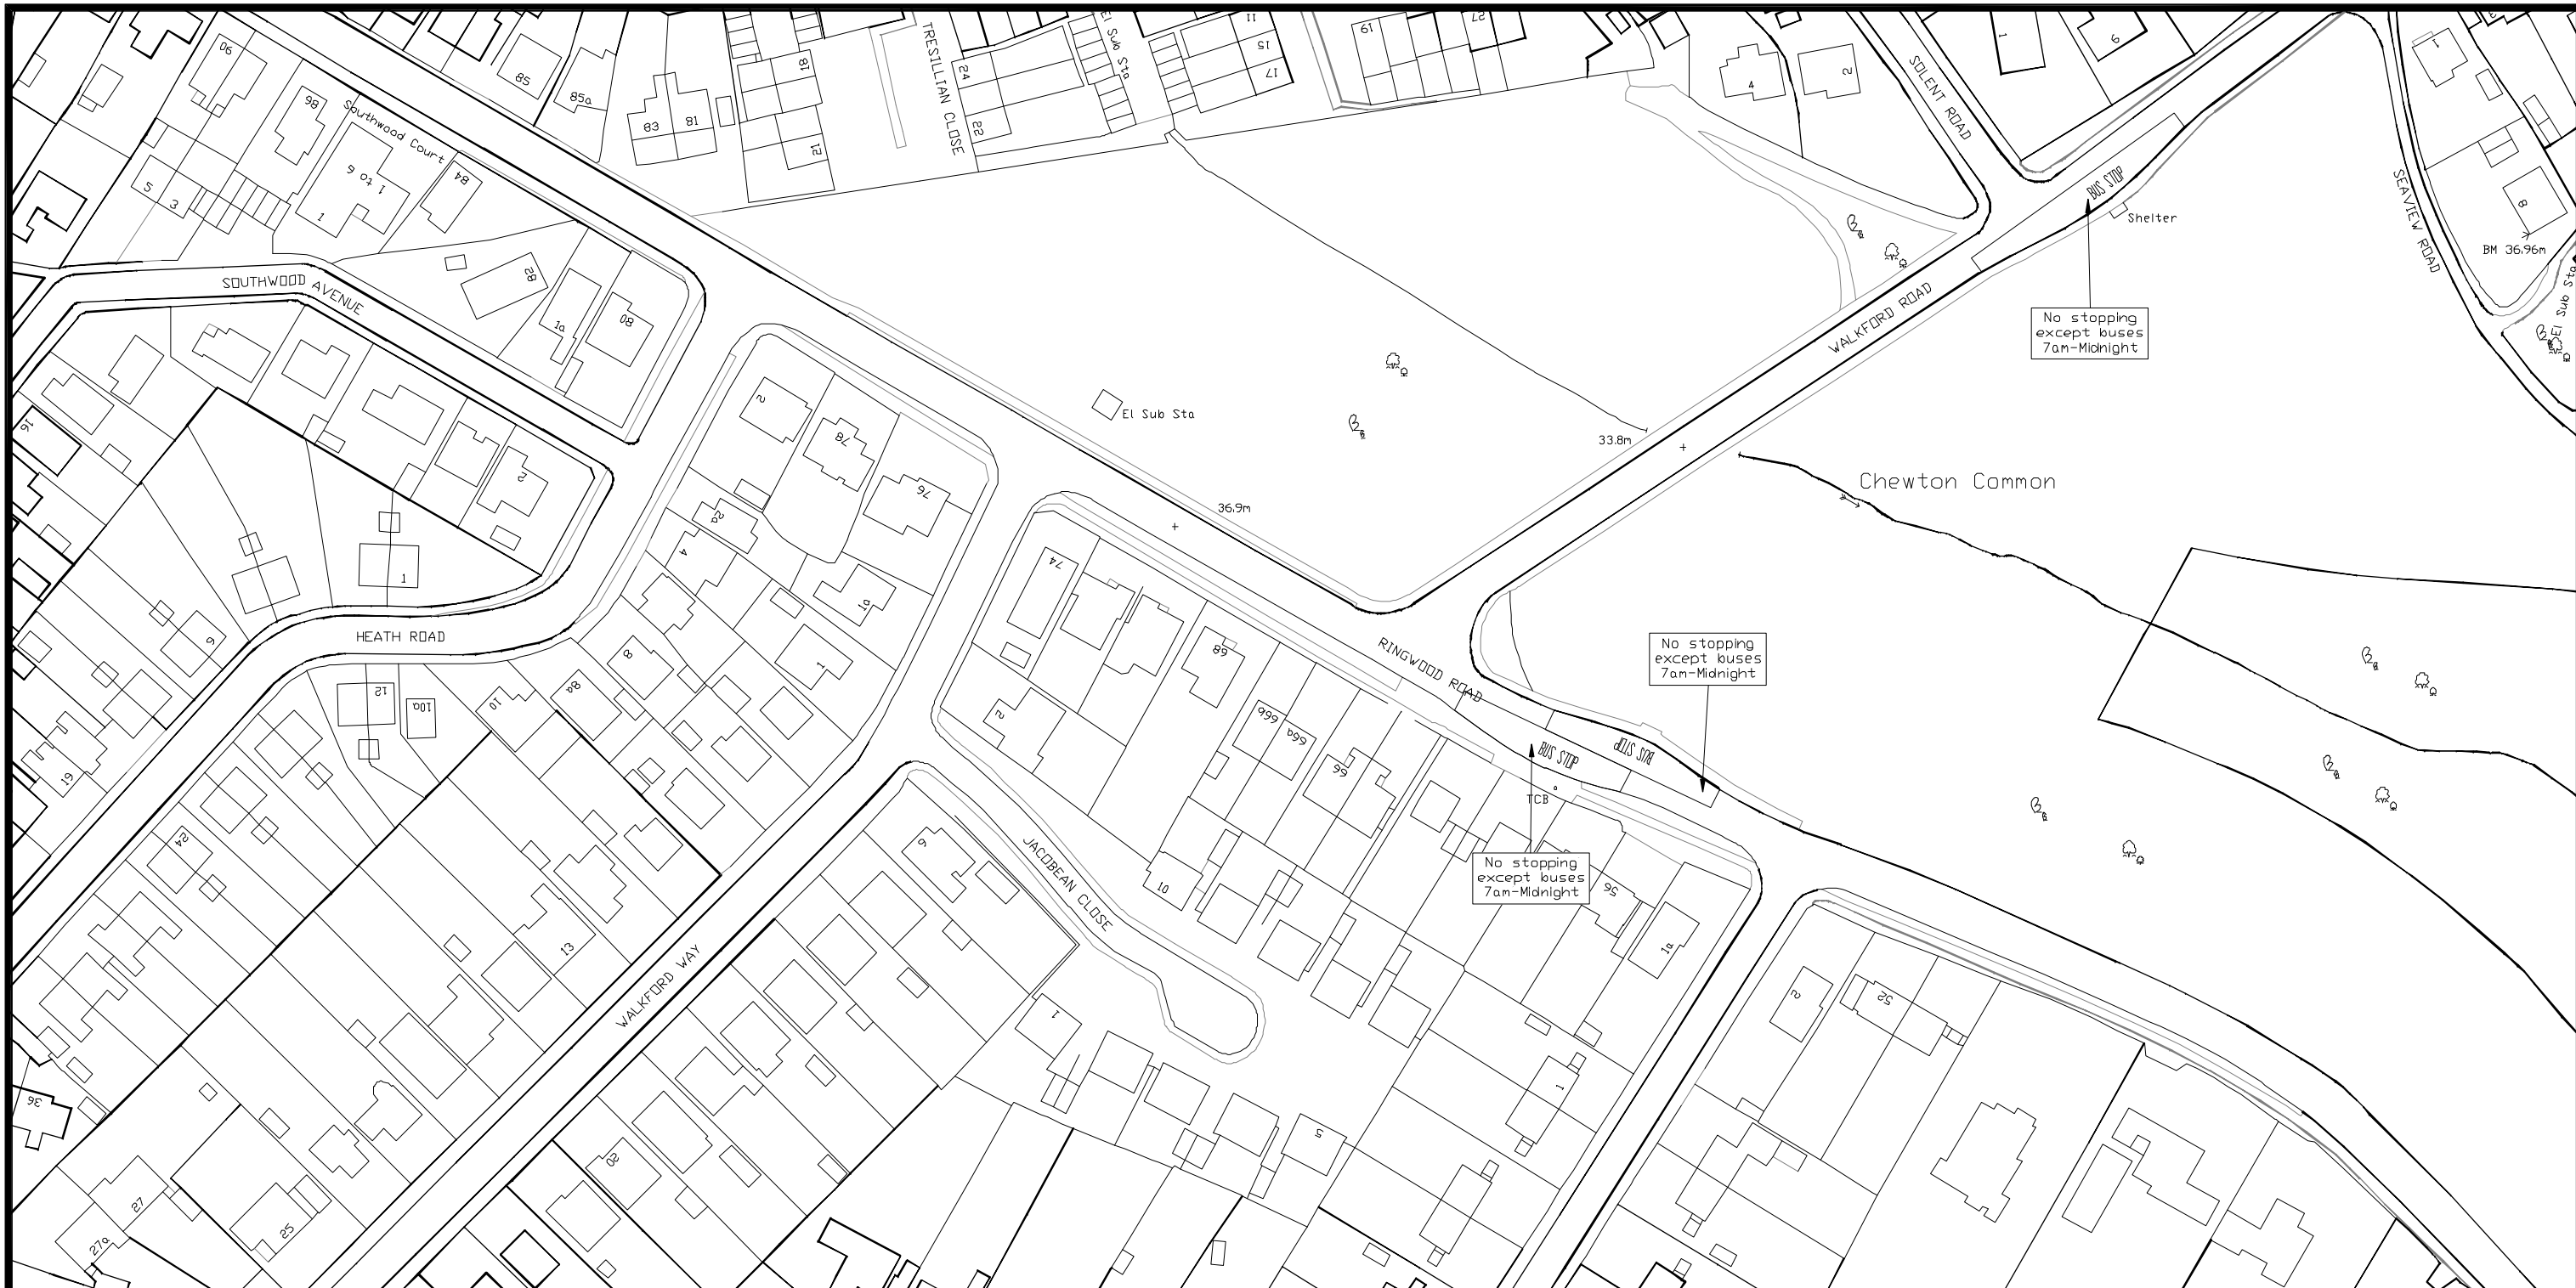 90
85
85a
86
Southwood Court
1 to 6
1
84
5
3
83
81
18
21
TRESILLIAN CLOSE
24
22
El Sub Sta
11
15
17
19
27
4
2
SOLENT ROAD
1
6
BUS STOP
Shelter
SEAVIEW ROAD
1
8
BM 36.96m
El Sub Sta
SOUTHWOOD AVENUE
82
1a
80
WALKFORD ROAD
No stopping
except buses
7am-Midnight
El Sub Sta
33.8m
36.9m
Chewton Common
16
2
1
2
78
76
2a
4
1a
1
HEATH ROAD
9
8
8a
10
10a
12
19
24
74
2
68
66b
66a
66
RINGWOOD ROAD
No stopping
except buses
7am-Midnight
BUS STOP
BUS STOP
TCB
No stopping
except buses
7am-Midnight
56
1a
10
9
JACOBEAN CLOSE
13
WALKFORD WAY
1
5
1
2
52
36
20
27
25
27a